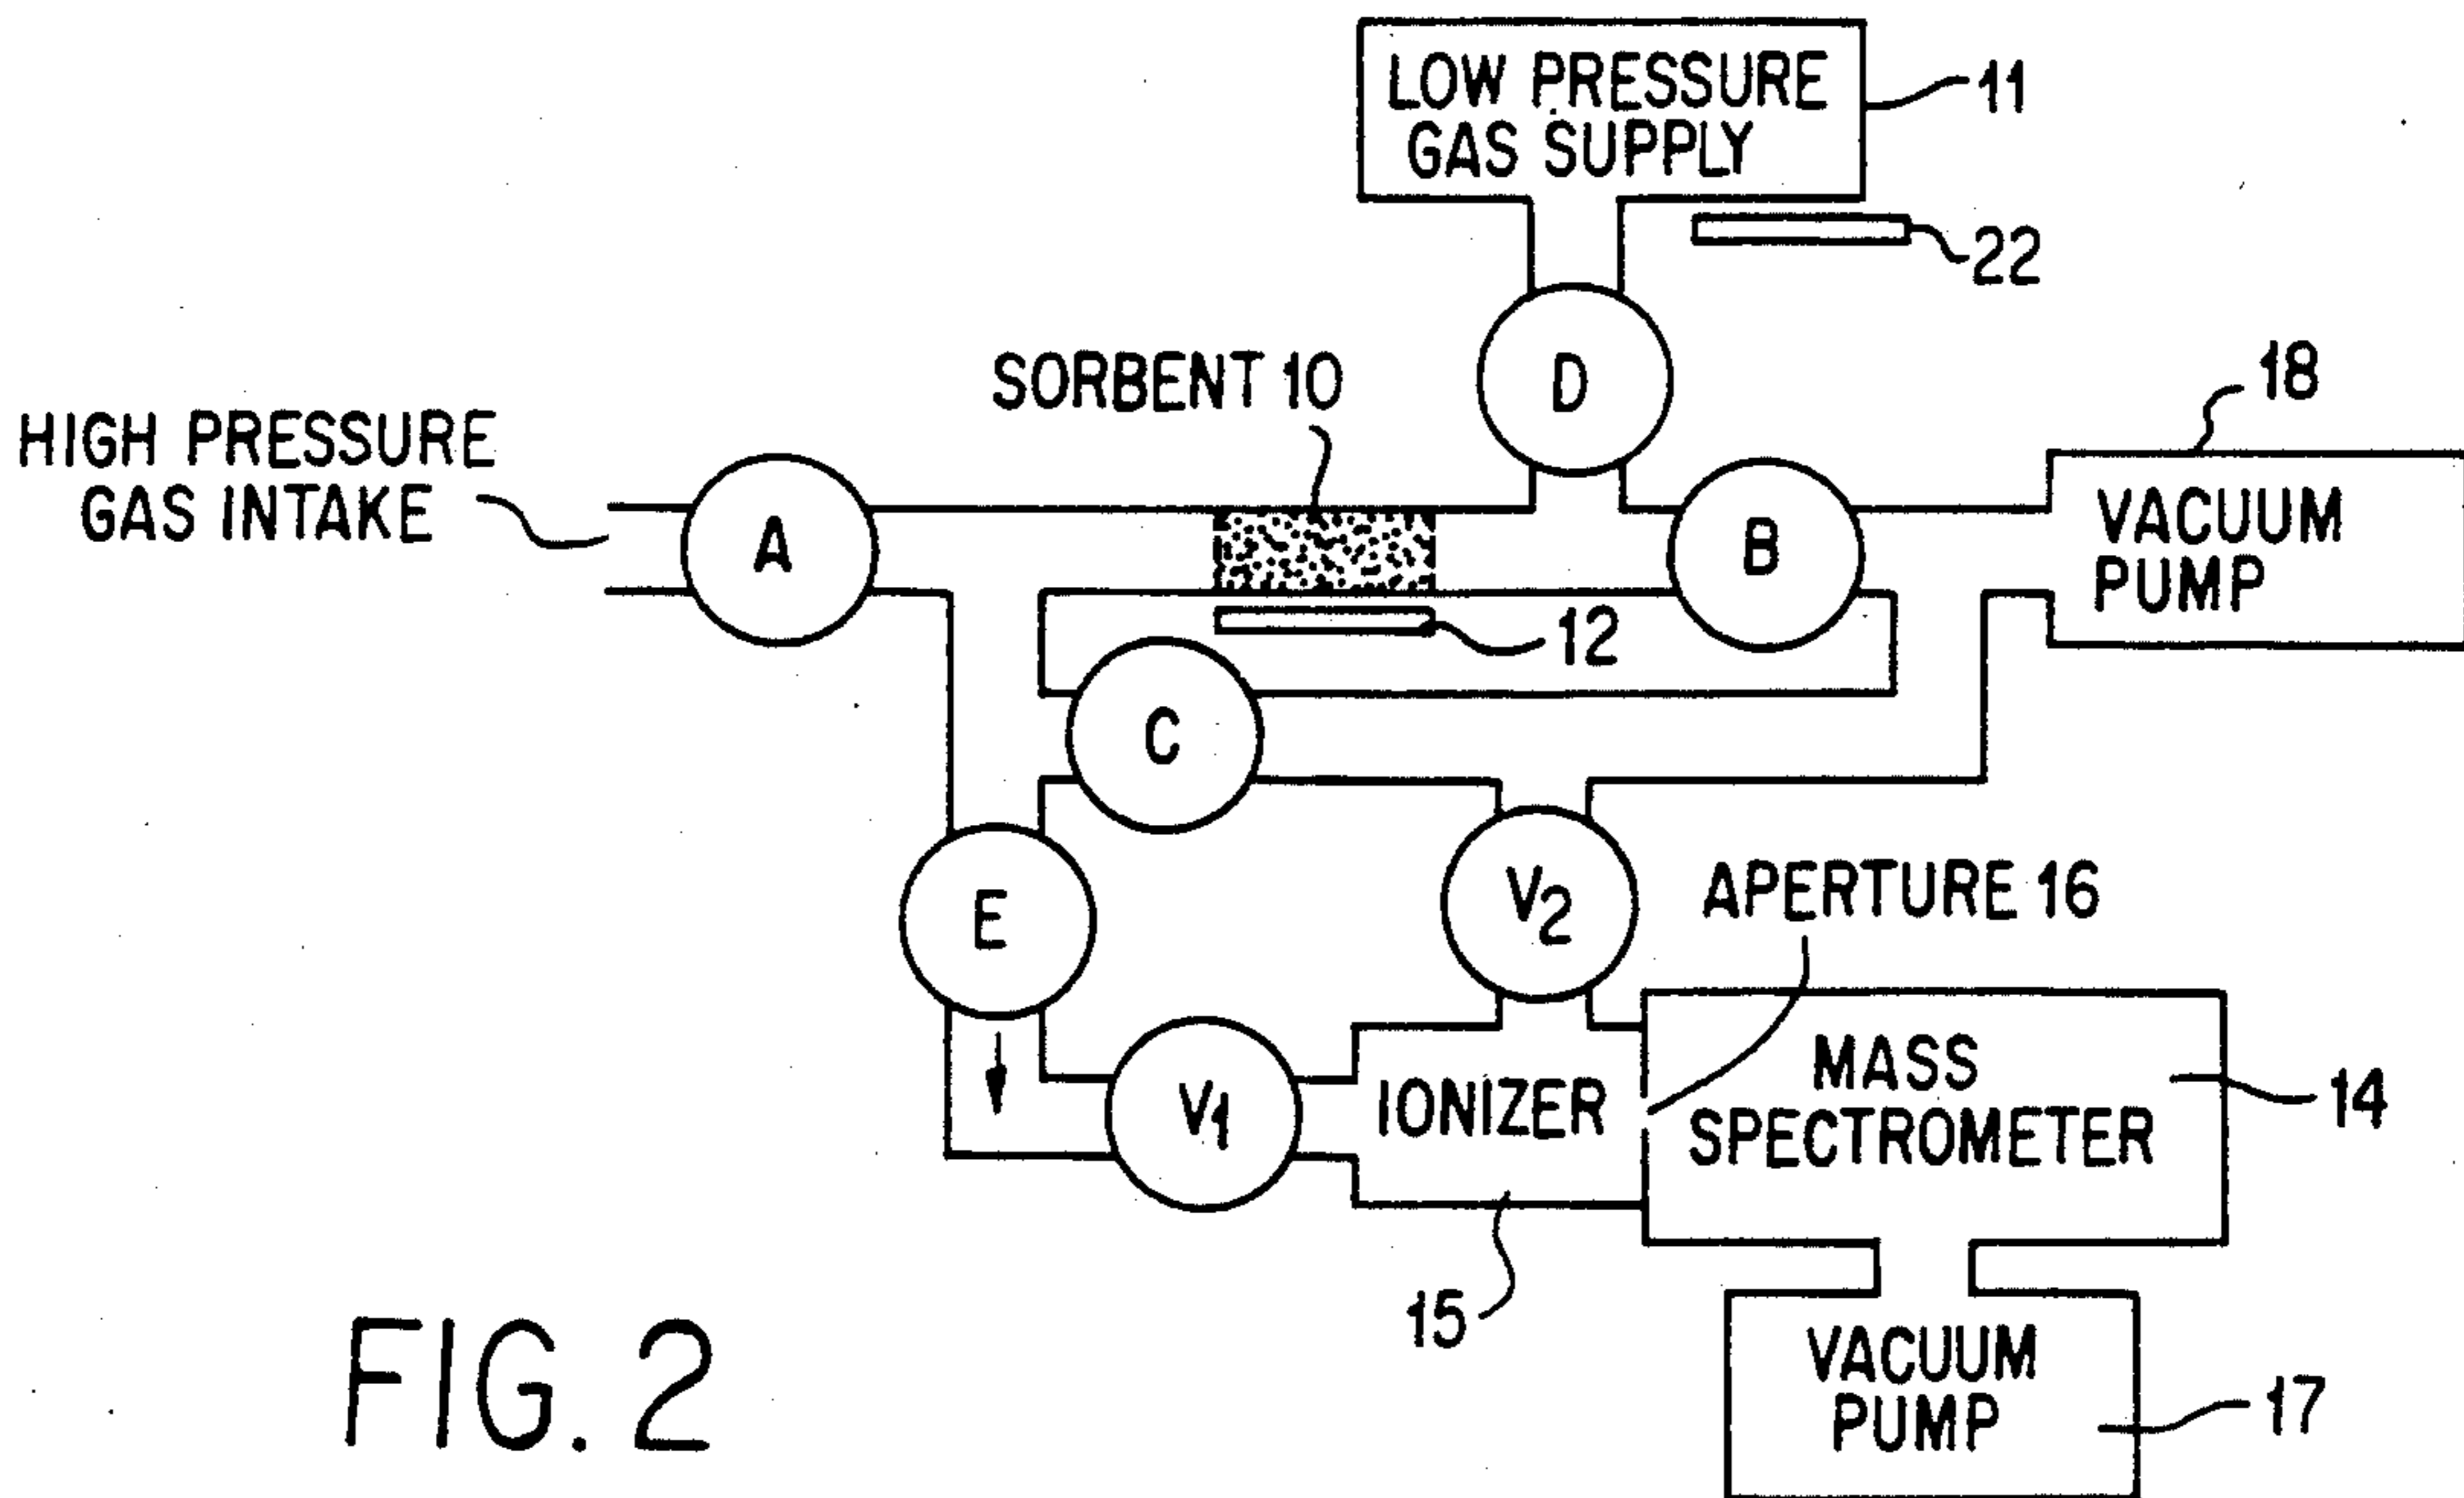 LOW PRESSURE
GAS SUPPLY
11
22
SORBENT 10
D
18
HIGH PRESSURE
GAS INTAKE
A
B
VACUUM
PUMP
12
C
E
V2
APERTURE 16
V1
IONIZER
MASS
SPECTROMETER
14
15
VACUUM
PUMP
17
FIG. 2